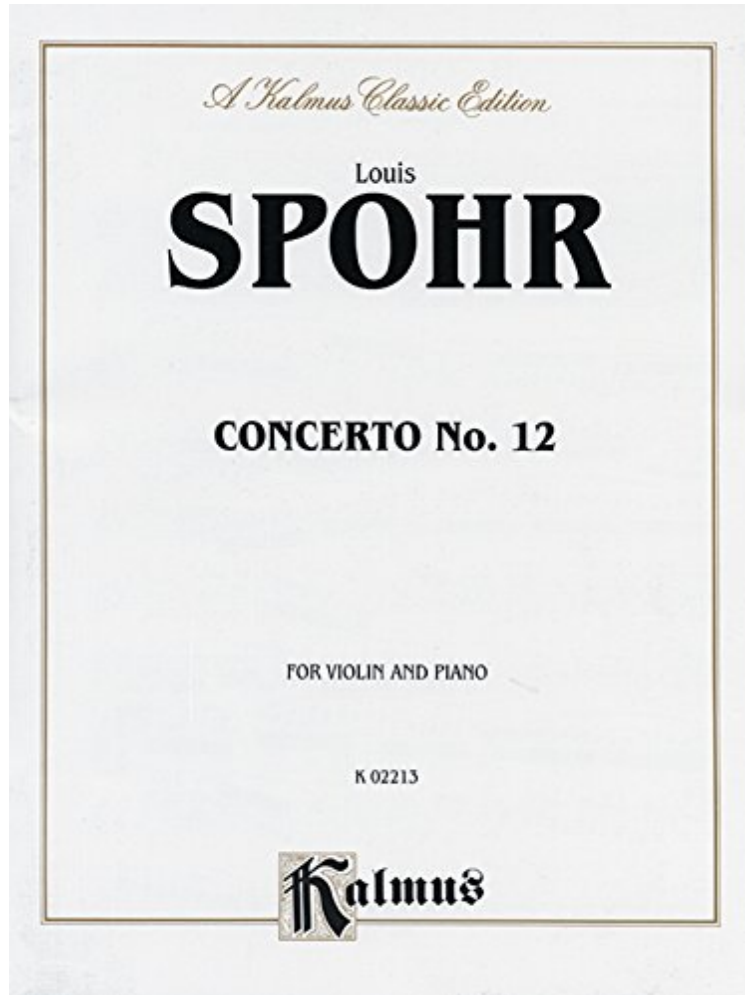 A Kalmus Classic Edition
Louis
SPOHR
CONCERTO No. 12
FOR VIOLIN AND PIANO
K 02213
Kalmus